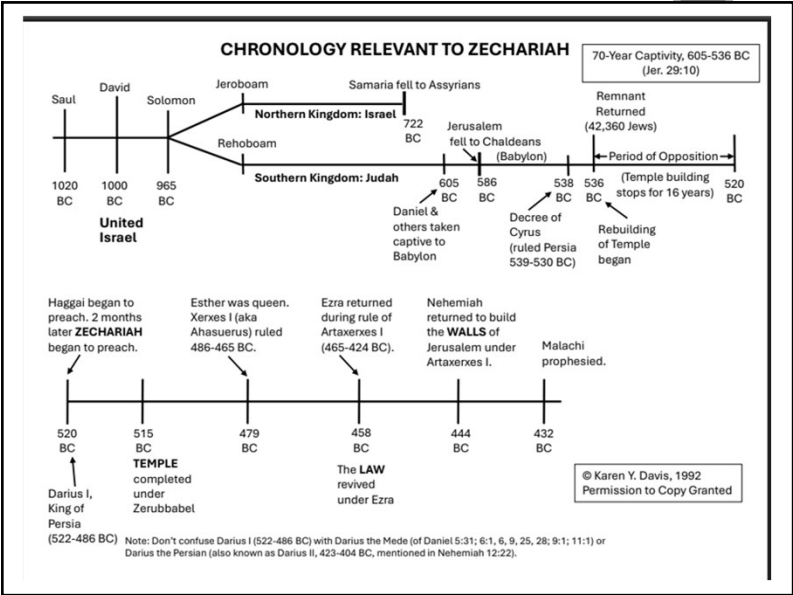 CHRONOLOGY RELEVANT TO ZECHARIAH
70-Year Captivity, 605-536 BC
(Jer. 29:10)
Saul
David
Solomon
Jeroboam
Samaria fell to Assyrians
Northern Kingdom: Israel
722
BC
Rehoboam
Southern Kingdom: Judah
Jerusalem
fell to Chaldeans
(Babylon)
Remnant
Returned
(42,360 Jews)
Period of Opposition
(Temple building
stops for 16 years)
1020
BC
1000
BC
965
BC
United
Israel
605
BC
586
BC
538
BC
536
BC
520
BC
Daniel &
others taken
captive to
Babylon
Decree of
Cyrus
(ruled Persia
539-530 BC)
Rebuilding
of Temple
began
Haggai began to
preach. 2 months
later ZECHARIAH
began to preach.
Esther was queen.
Xerxes I (aka
Ahasuerus) ruled
486-465 BC.
Ezra returned
during rule of
Artaxerxes I
(465-424 BC).
Nehemiah
returned to build
the WALLS of
Jerusalem under
Artaxerxes I.
Malachi
prophesied.
520
BC
515
BC
479
BC
458
BC
444
BC
432
BC
Darius I,
King of
Persia
(522-486 BC)
TEMPLE
completed
under
Zerubbabel
The LAW
revived
under Ezra
© Karen Y. Davis, 1992
Permission to Copy Granted
Note: Don't confuse Darius I (522-486 BC) with Darius the Mede (of Daniel 5:31; 6:1, 6, 9, 25, 28; 9:1; 11:1) or
Darius the Persian (also known as Darius II, 423-404 BC, mentioned in Nehemiah 12:22).